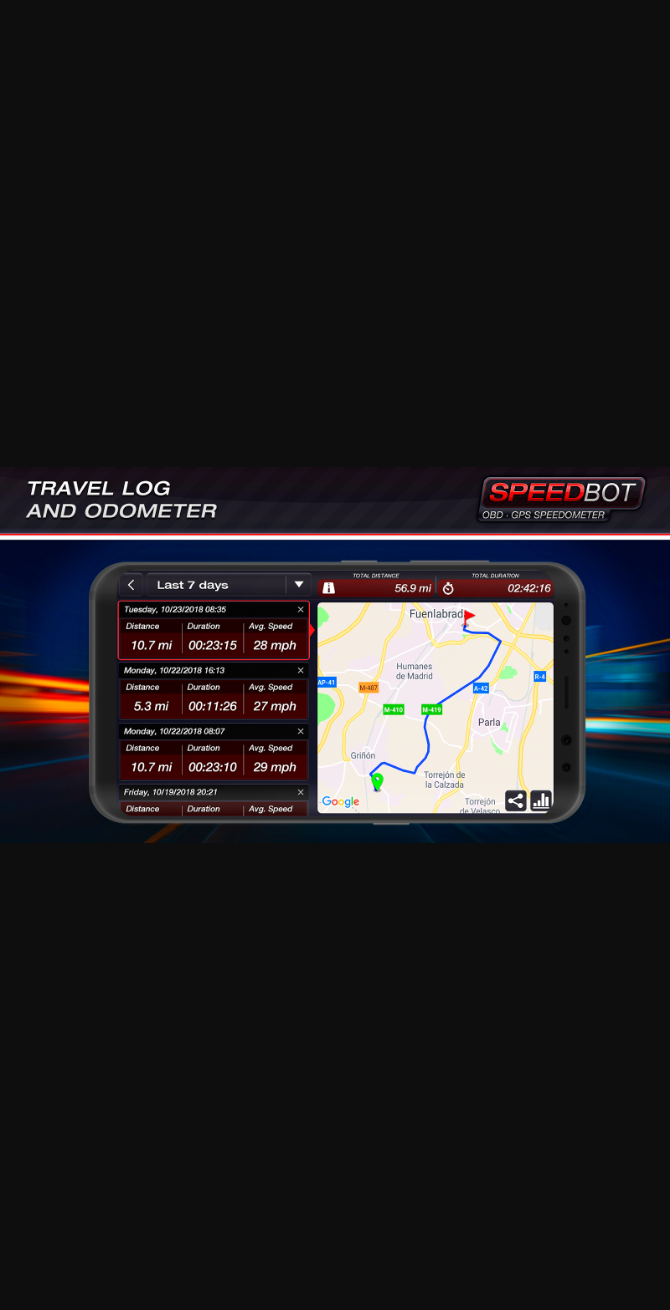 TRAVEL LOG
AND ODOMETER
SPEEDBOT
OBD - GPS SPEEDOMETER
Last 7 days
TOTAL DISTANCE
TOTAL DURATION
56.9 mi
02:42:16
Tuesday, 10/23/2018 08:35
Distance Duration Avg. Speed
10.7 mi 00:23:15 28 mph
Monday, 10/22/2018 16:13
Distance Duration Avg. Speed
5.3 mi 00:11:26 27 mph
Monday, 10/22/2018 08:07
Distance Duration Avg. Speed
10.7 mi 00:23:10 29 mph
Friday, 10/19/2018 20:21
Distance Duration Avg. Speed
Fuenlabrad
Humanes
de Madrid
AP-41
M-407
R-4
A-42
M-410
M-419
Parla
Griñón
Torrejón de
la Calzada
Torrejón
de Velasco
Google